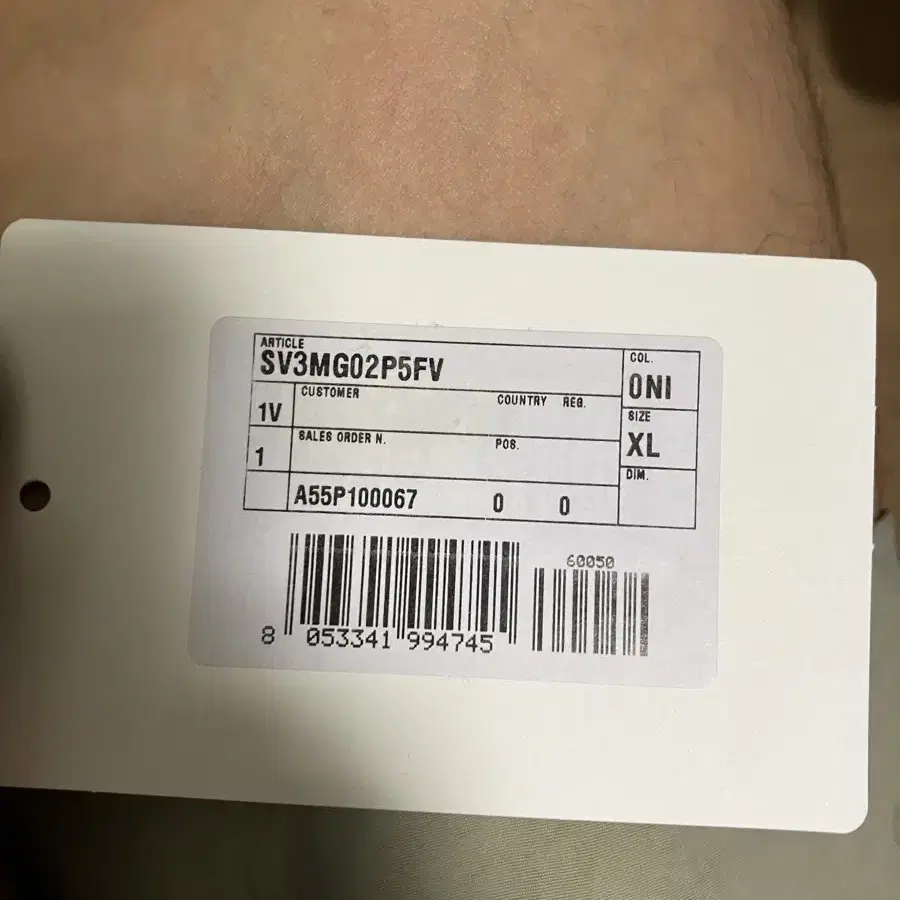 ARTICLE
SV3MG02P5FV
COL.
0NI
1V
CUSTOMER
COUNTRY REG.
SIZE
XL
1
SALES ORDER N.
POS.
DIM.
A55P100067 0 0
60050
8 053341 994745